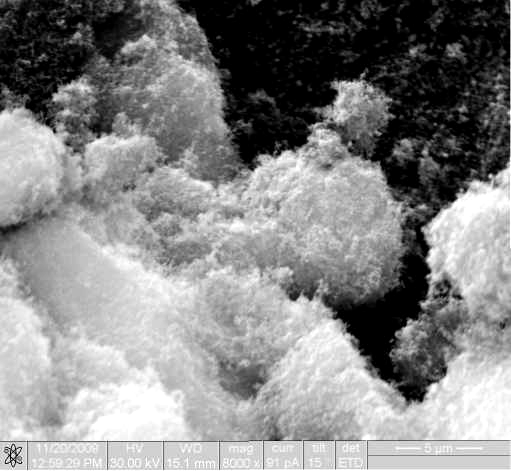 11/20/2009 HV WD mag curr tilt det
12:59:29 PM 30.00 kV 15.1 mm 8000 x 91 pA 15 ° ETD
5 µm